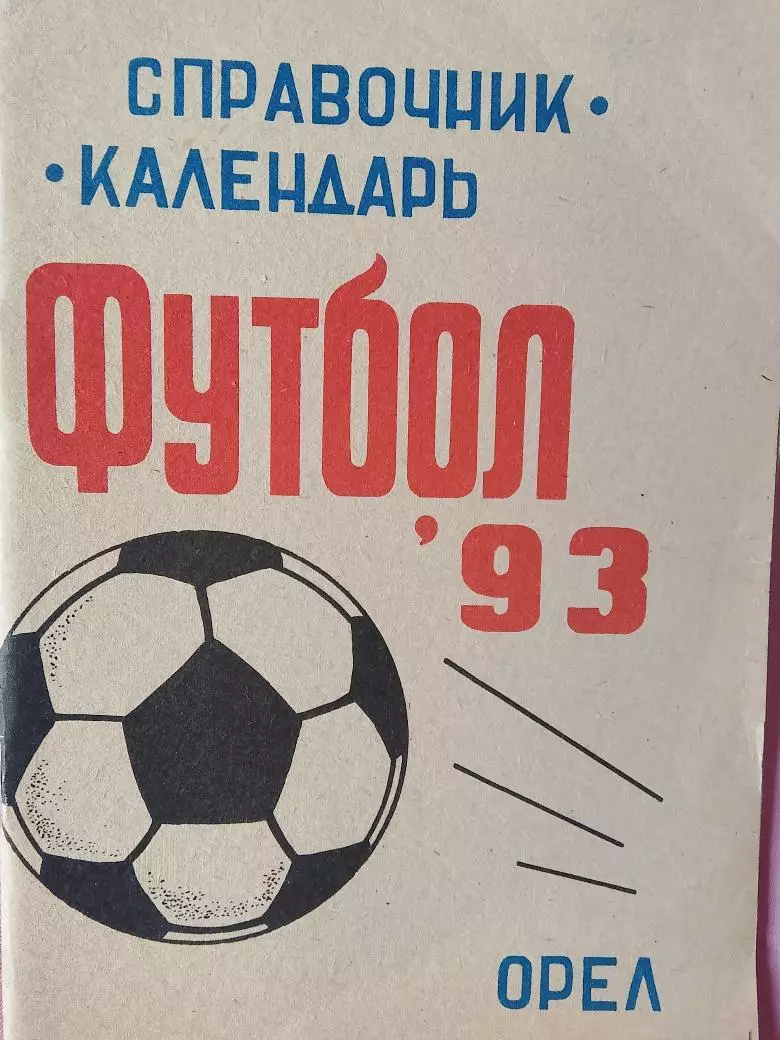 СПРАВОЧНИК •
• КАЛЕНДАРЬ
ФУТБОЛ
'93
ОРЕЛ